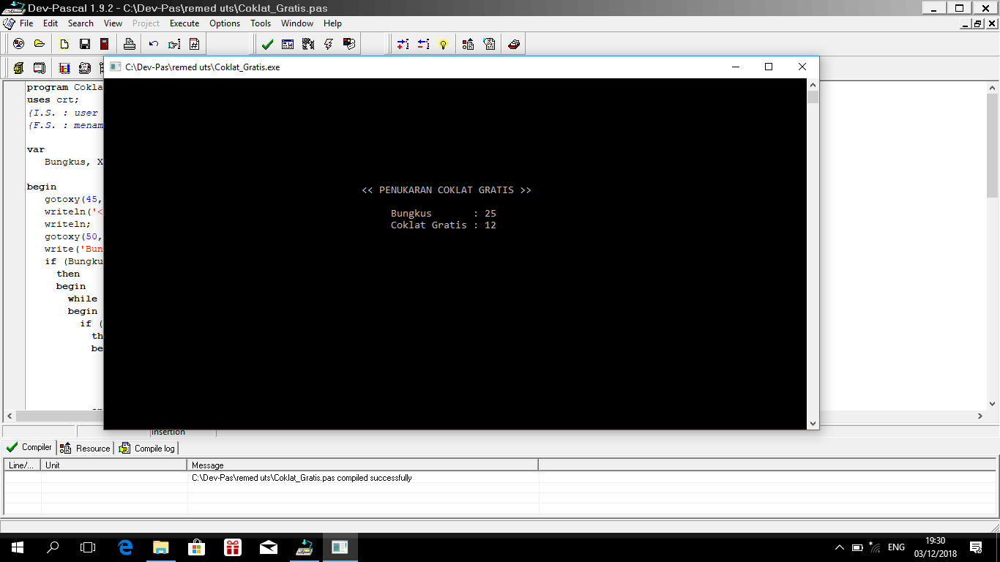 Dev-Pascal 1.9.2 - C:\Dev-Pas\remed uts\Coklat_Gratis.pas
File Edit Search View Project Execute Options Tools Window Help
C:\Dev-Pas\remed uts\Coklat_Gratis.exe
program Cokla
uses crt;
{I.S. : user
{F.S. : menam
var
Bungkus, X
begin
gotoxy(45,
writeln('<
writeln;
gotoxy(50,
write('Bun
if (Bungku
then
begin
while
begin
if (
th
be
<< PENUKARAN COKLAT GRATIS >>
Bungkus : 25
Coklat Gratis : 12
Insertion
Compiler Resource Compile log
Line/... Unit Message
C:\Dev-Pas\remed uts\Coklat_Gratis.pas compiled successfully
ENG
19:30
03/12/2018